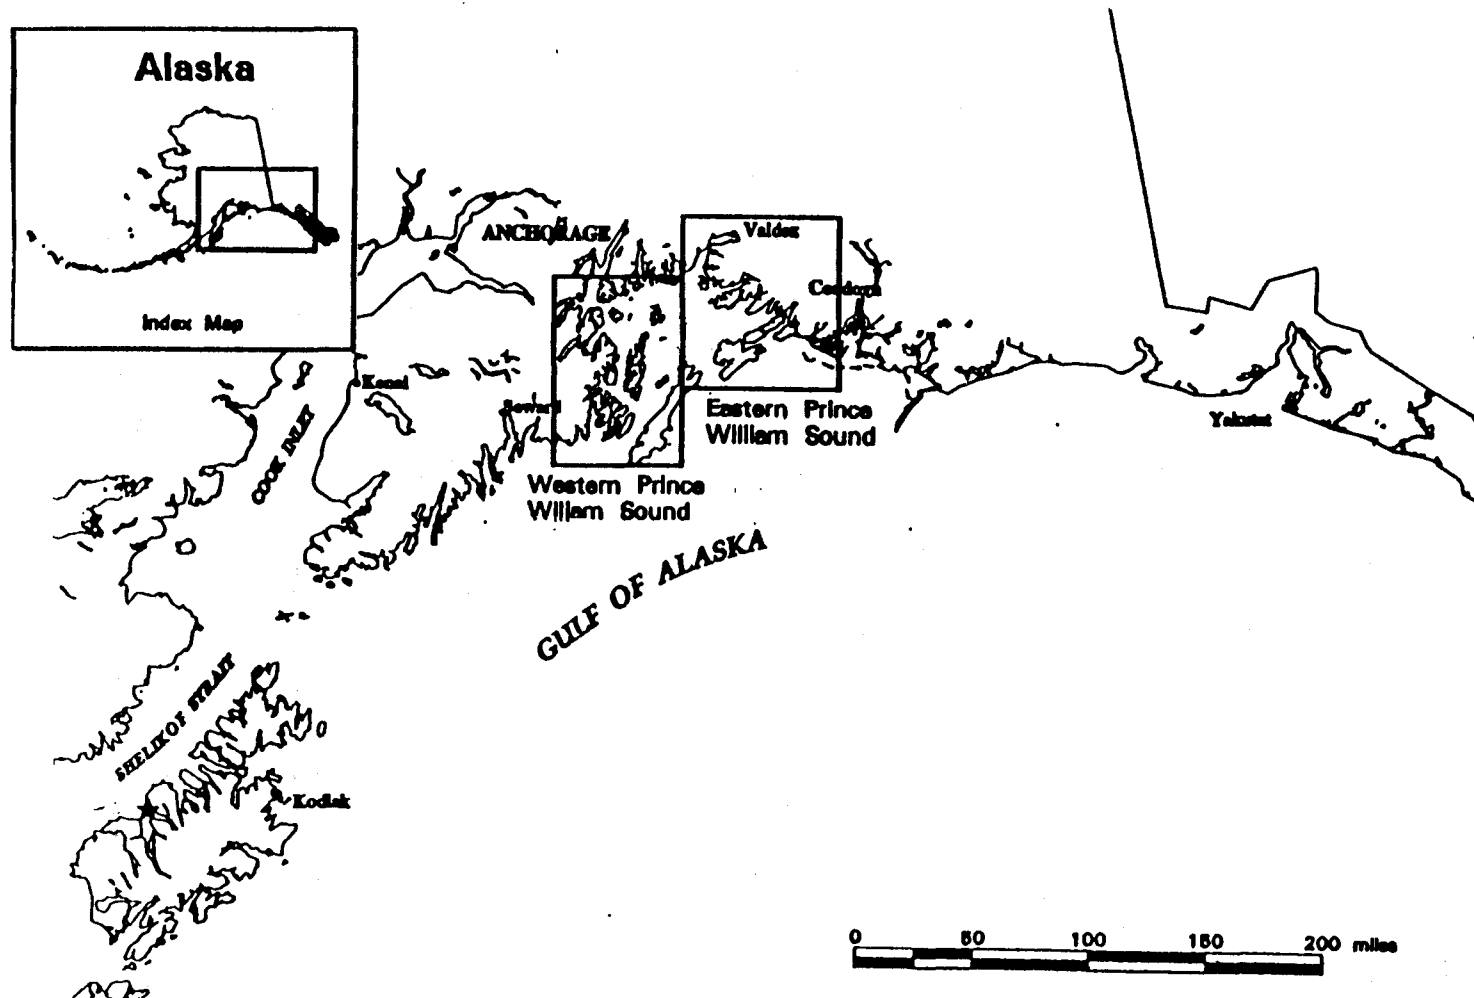 Alaska
Index Map
ANCHORAGE
Valdez
Cordova
Kenai
Seward
COOK INLET
Eastern Prince
William Sound
Yakutat
Western Prince
William Sound
GULF OF ALASKA
SHELIKOF STRAIT
Kodiak
0 50 100 150 200 miles